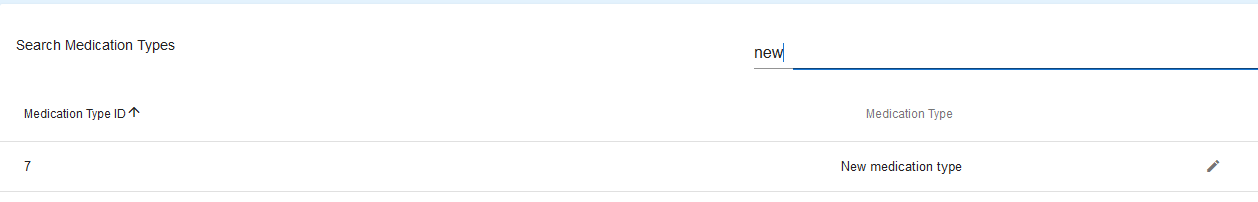 Search Medication Types
new
Medication Type ID Medication Type
7 New medication type